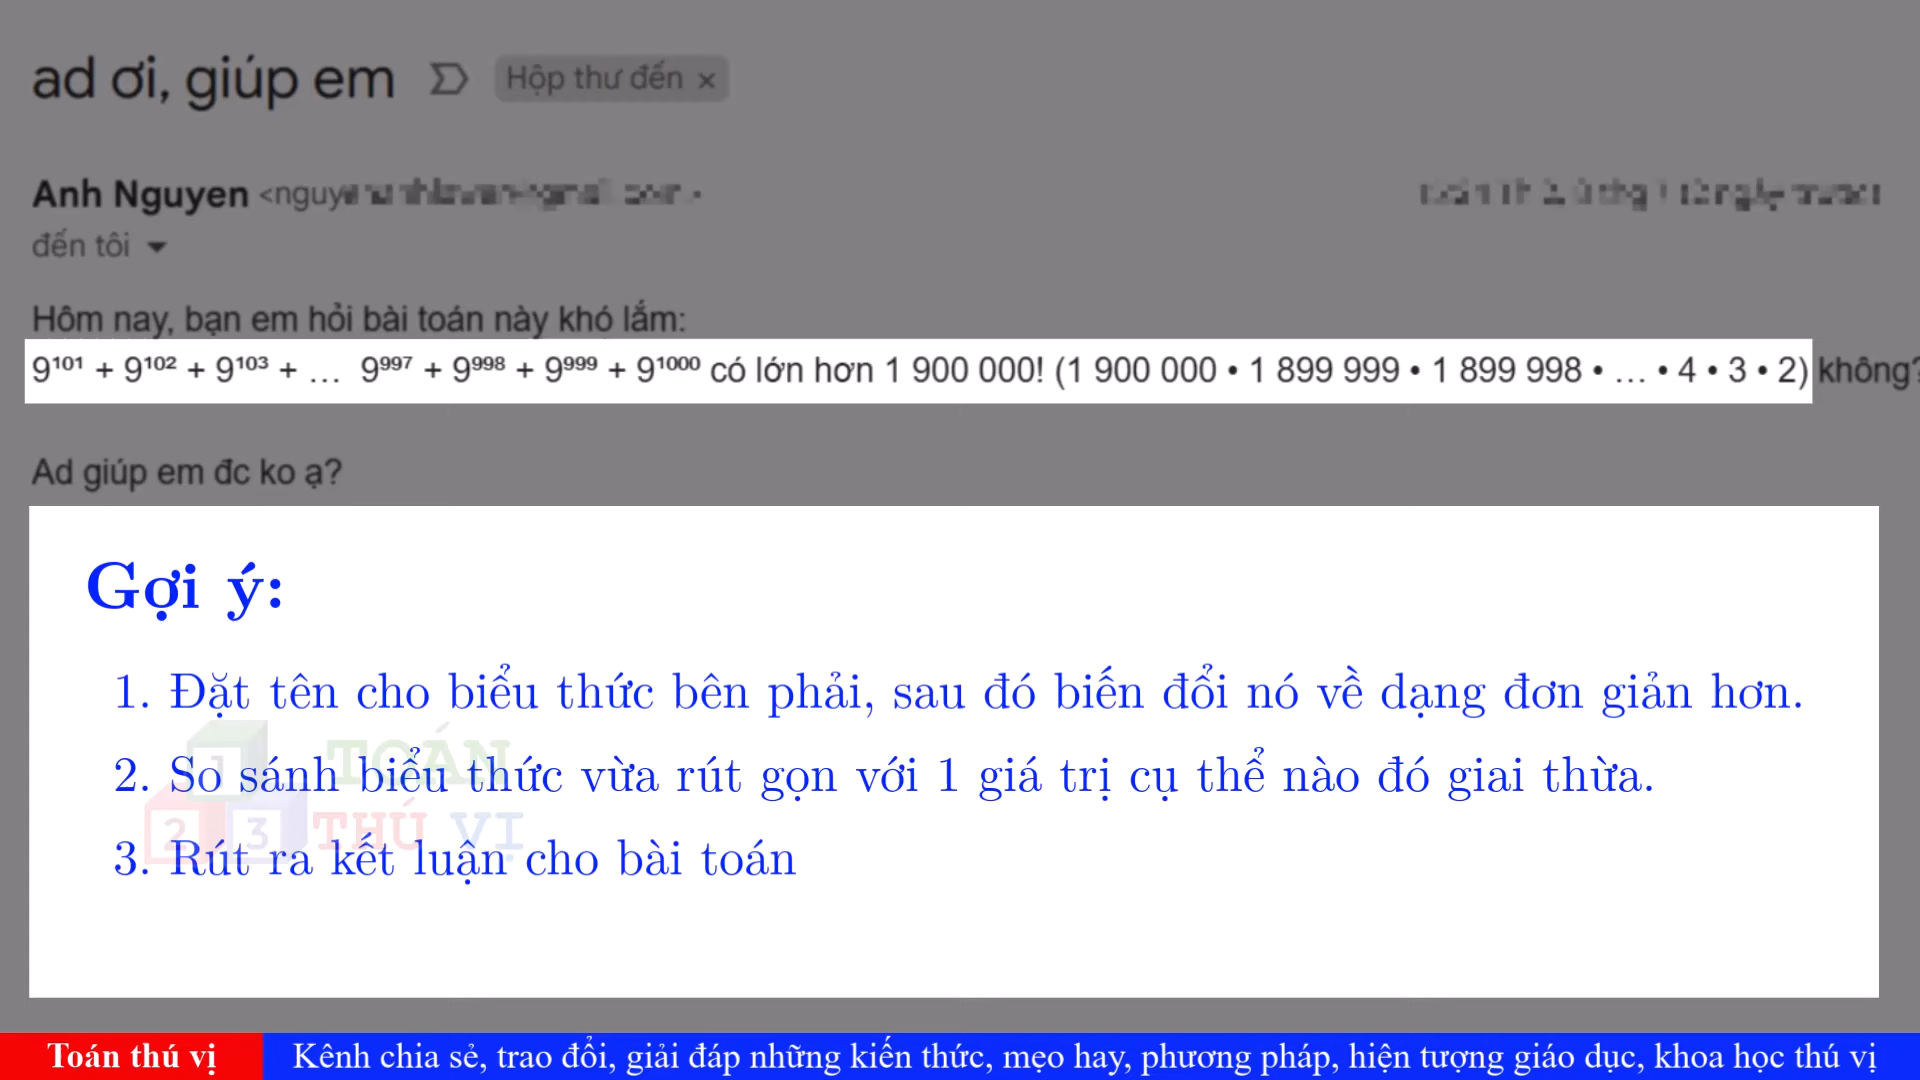 ad ơi, giúp em Hộp thư đến ×
Anh Nguyen
đến tôi
Hôm nay, bạn em hỏi bài toán này khó lắm:
9¹⁰¹ + 9¹⁰² + 9¹⁰³ + … 9⁹⁹⁷ + 9⁹⁹⁸ + 9⁹⁹⁹ + 9¹⁰⁰⁰ có lớn hơn 1 900 000! (1 900 000 • 1 899 999 • 1 899 998 • … • 4 • 3 • 2) không?
Ad giúp em đc ko ạ?
Gợi ý:
1. Đặt tên cho biểu thức bên phải, sau đó biến đổi nó về dạng đơn giản hơn.
2. So sánh biểu thức vừa rút gọn với 1 giá trị cụ thể nào đó giai thừa.
3. Rút ra kết luận cho bài toán
1 TOÁN
2 3 THÚ VỊ
Toán thú vị Kênh chia sẻ, trao đổi, giải đáp những kiến thức, mẹo hay, phương pháp, hiện tượng giáo dục, khoa học thú vị